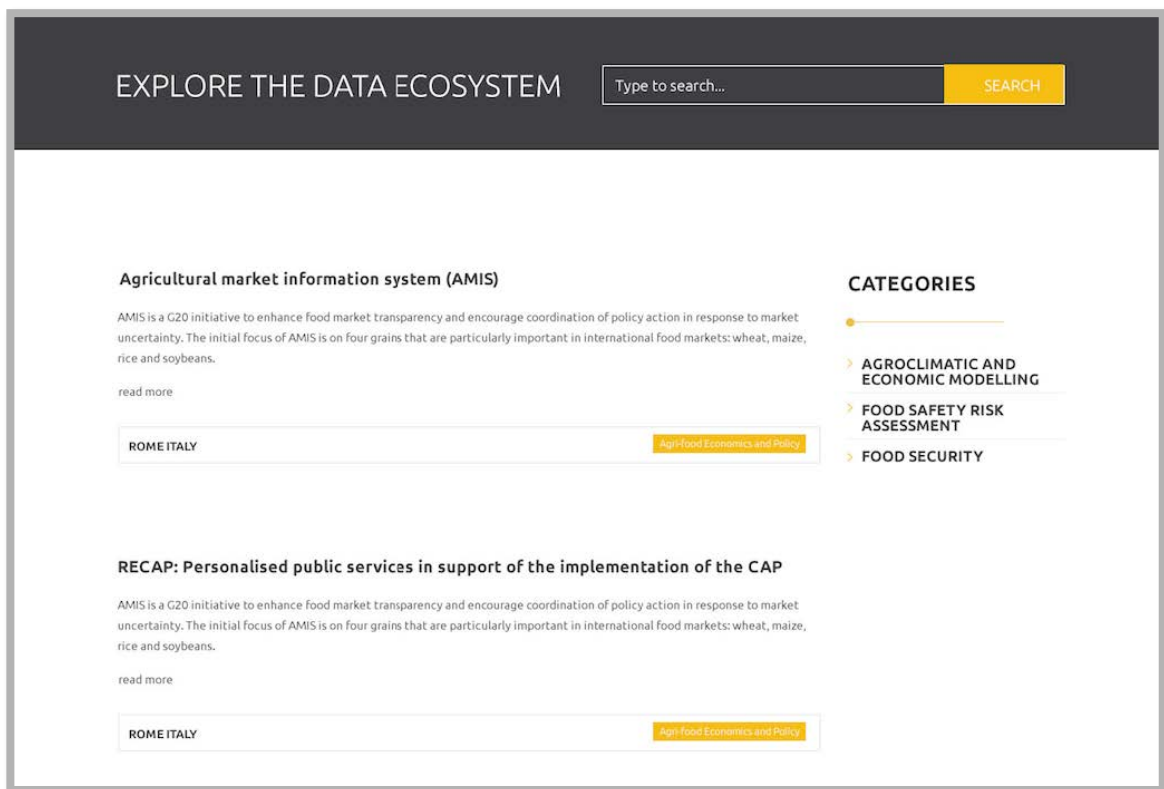 EXPLORE THE DATA ECOSYSTEM
Type to search...
SEARCH
Agricultural market information system (AMIS)
AMIS is a G20 initiative to enhance food market transparency and encourage coordination of policy action in response to market
uncertainty. The initial focus of AMIS is on four grains that are particularly important in international food markets: wheat, maize,
rice and soybeans.
read more
ROME ITALY
Agri-food Economics and Policy
RECAP: Personalised public services in support of the implementation of the CAP
AMIS is a G20 initiative to enhance food market transparency and encourage coordination of policy action in response to market
uncertainty. The initial focus of AMIS is on four grains that are particularly important in international food markets: wheat, maize,
rice and soybeans.
read more
ROME ITALY
Agri-food Economics and Policy
CATEGORIES
AGROCLIMATIC AND
ECONOMIC MODELLING
FOOD SAFETY RISK
ASSESSMENT
FOOD SECURITY